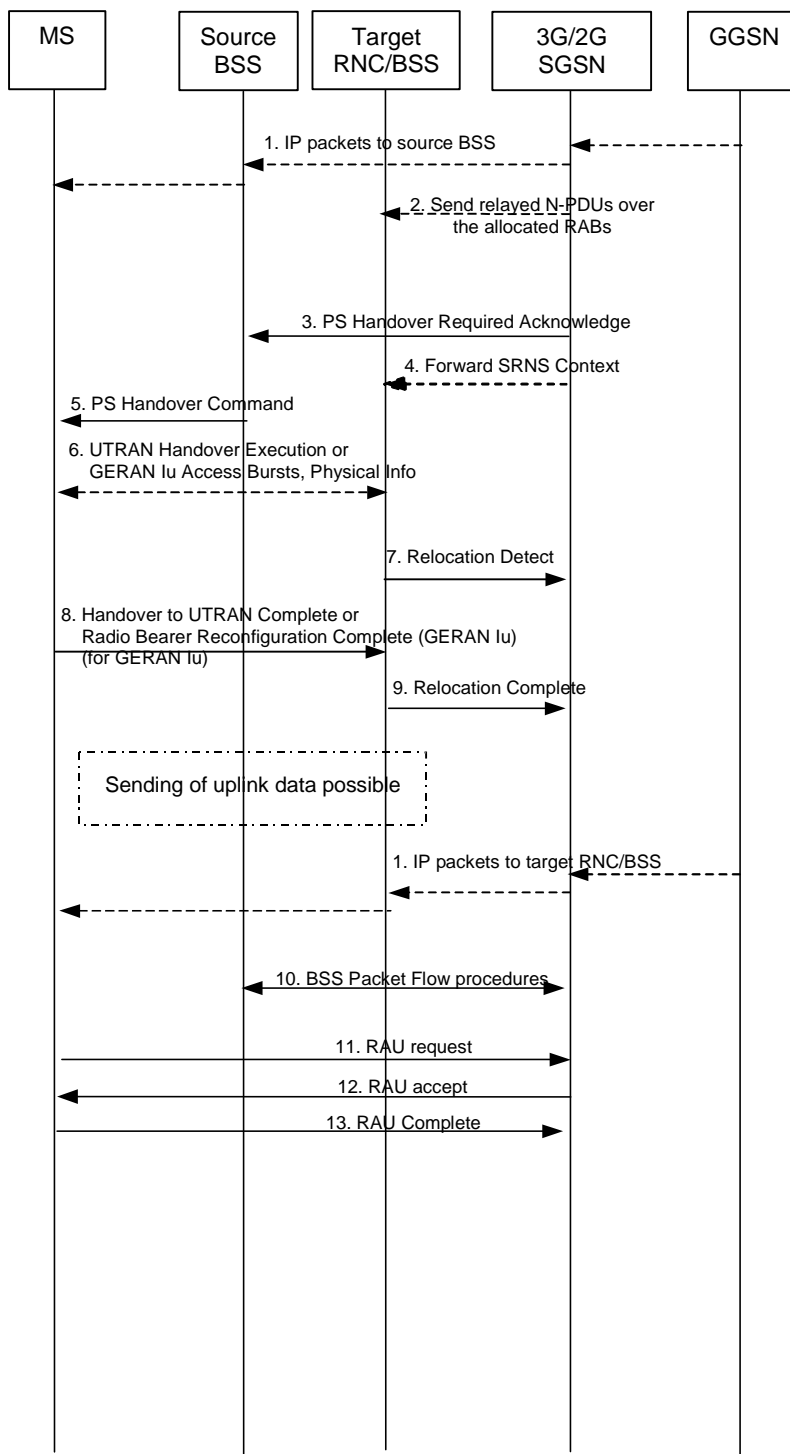 MS
Source
BSS
Target
RNC/BSS
3G/2G
SGSN
GGSN
1. IP packets to source BSS
2. Send relayed N-PDUs over
the allocated RABs
3. PS Handover Required Acknowledge
4. Forward SRNS Context
5. PS Handover Command
6. UTRAN Handover Execution or
GERAN Iu Access Bursts, Physical Info
7. Relocation Detect
8. Handover to UTRAN Complete or
Radio Bearer Reconfiguration Complete (GERAN Iu)
(for GERAN Iu)
9. Relocation Complete
Sending of uplink data possible
1. IP packets to target RNC/BSS
10. BSS Packet Flow procedures
11. RAU request
12. RAU accept
13. RAU Complete